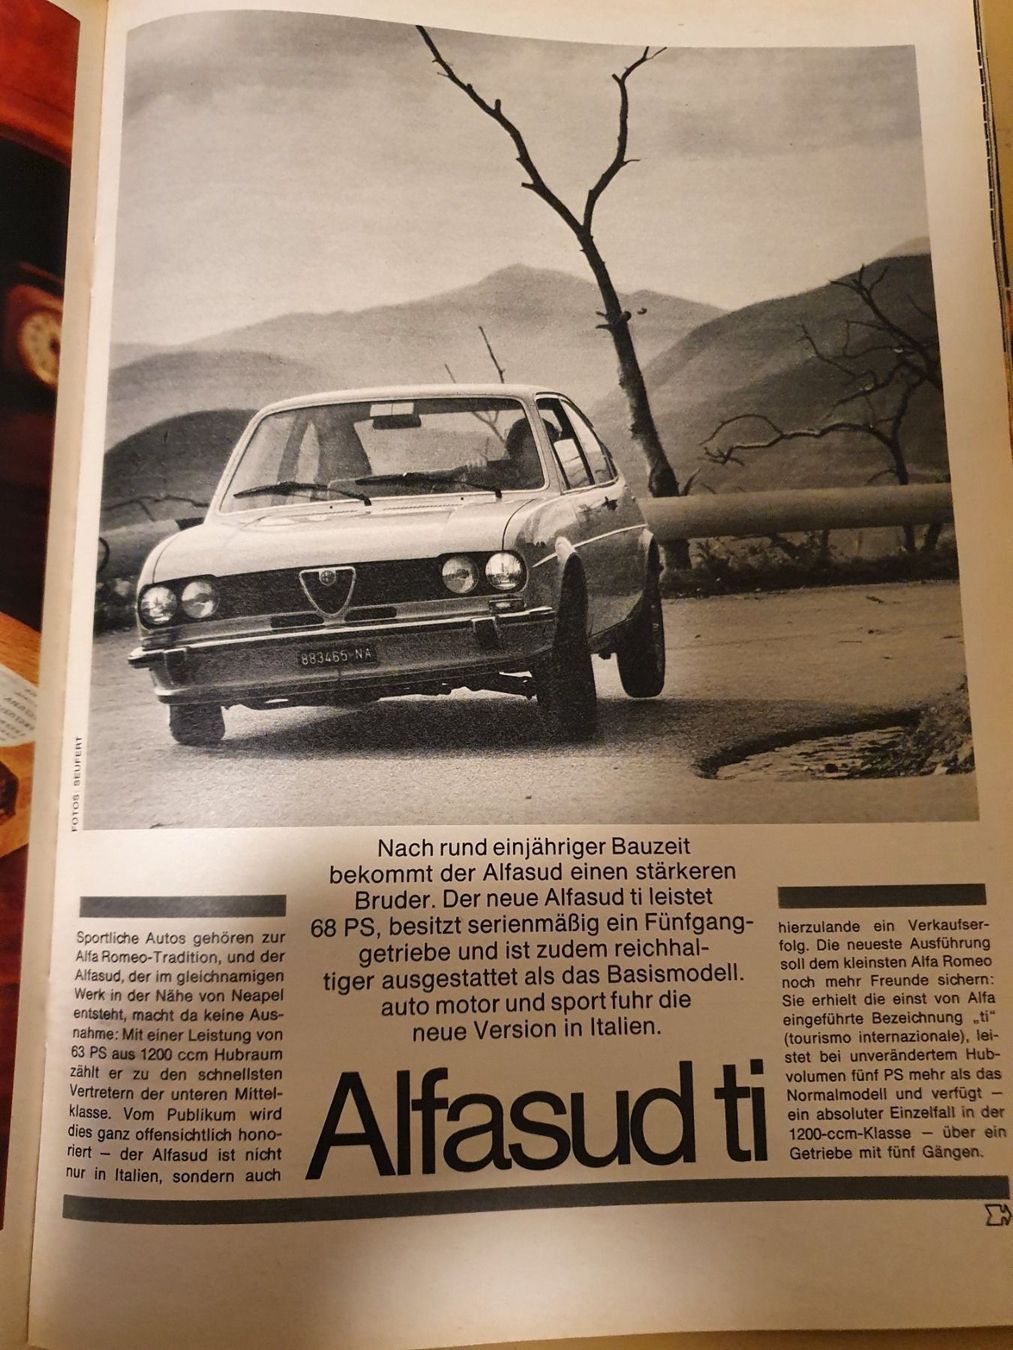 883465 NA
FOTOS SEUFERT
Nach rund einjähriger Bauzeit
bekommt der Alfasud einen stärkeren
Bruder. Der neue Alfasud ti leistet
68 PS, besitzt serienmäßig ein Fünfgang-
getriebe und ist zudem reichhal-
tiger ausgestattet als das Basismodell.
auto motor und sport fuhr die
neue Version in Italien.
Alfasud ti
Sportliche Autos gehören zur
Alfa Romeo-Tradition, und der
Alfasud, der im gleichnamigen
Werk in der Nähe von Neapel
entsteht, macht da keine Aus-
nahme: Mit einer Leistung von
63 PS aus 1200 ccm Hubraum
zählt er zu den schnellsten
Vertretern der unteren Mittel-
klasse. Vom Publikum wird
dies ganz offensichtlich hono-
riert – der Alfasud ist nicht
nur in Italien, sondern auch
hierzulande ein Verkaufser-
folg. Die neueste Ausführung
soll dem kleinsten Alfa Romeo
noch mehr Freunde sichern:
Sie erhielt die einst von Alfa
eingeführte Bezeichnung „ti"
(tourismo internazionale), lei-
stet bei unverändertem Hub-
volumen fünf PS mehr als das
Normalmodell und verfügt –
ein absoluter Einzelfall in der
1200-ccm-Klasse – über ein
Getriebe mit fünf Gängen.